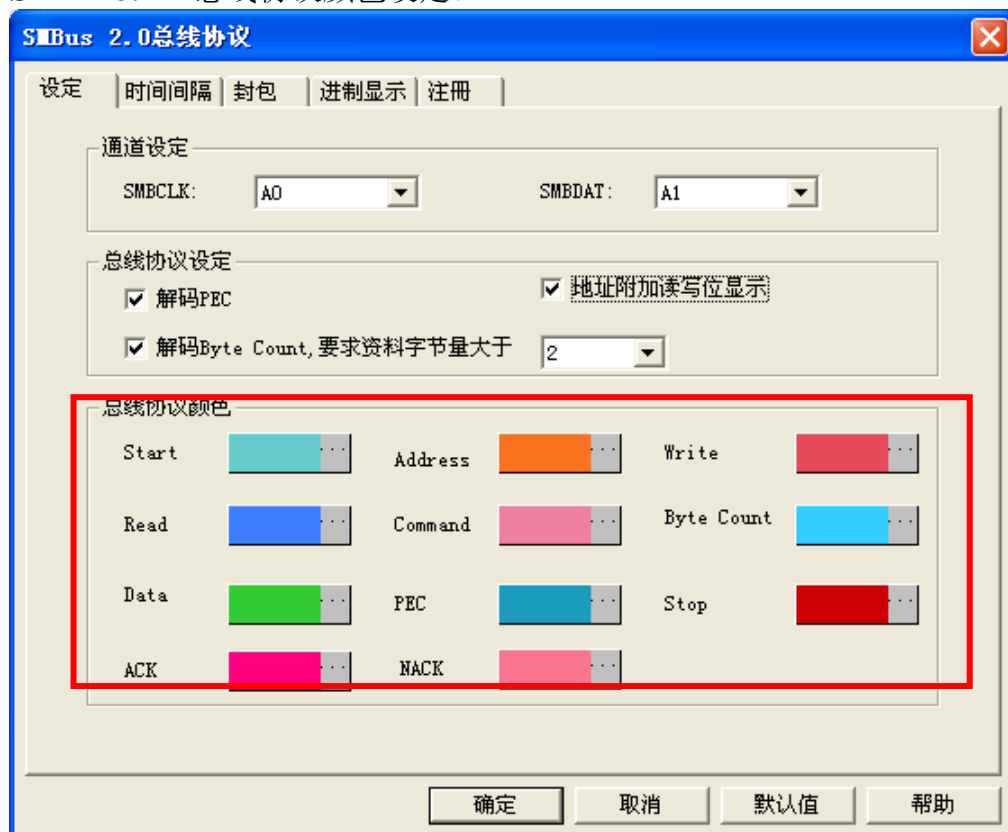 SMBus 2.0总线协议
设定 时间间隔 封包 进制显示 注册
通道设定
SMBCLK: A0 SMBDAT: A1
总线协议设定
解码PEC 地址附加读写位显示
解码Byte Count,要求资料字节量大于 2
总线协议颜色
Start ... Address ... Write ...
Read ... Command ... Byte Count ...
Data ... PEC ... Stop ...
ACK ... NACK ...
确定 取消 默认值 帮助